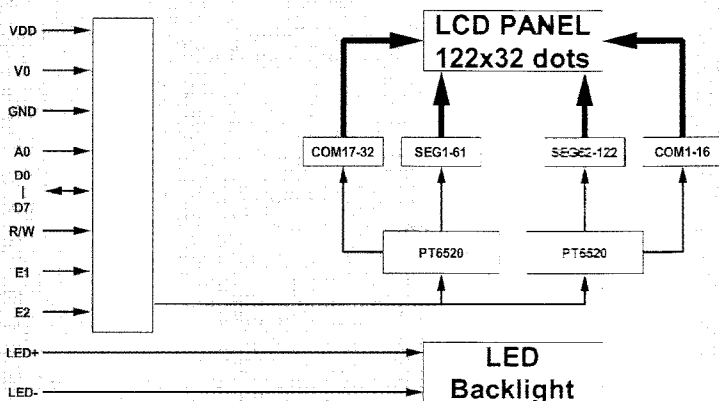 VDD
V0
GND
A0
D0
|
D7
R/W
E1
E2
LED+
LED-
LCD PANEL
122x32 dots
COM17-32
SEG1-61
SEG62-122
COM1-16
PT6520
PT6520
LED
Backlight